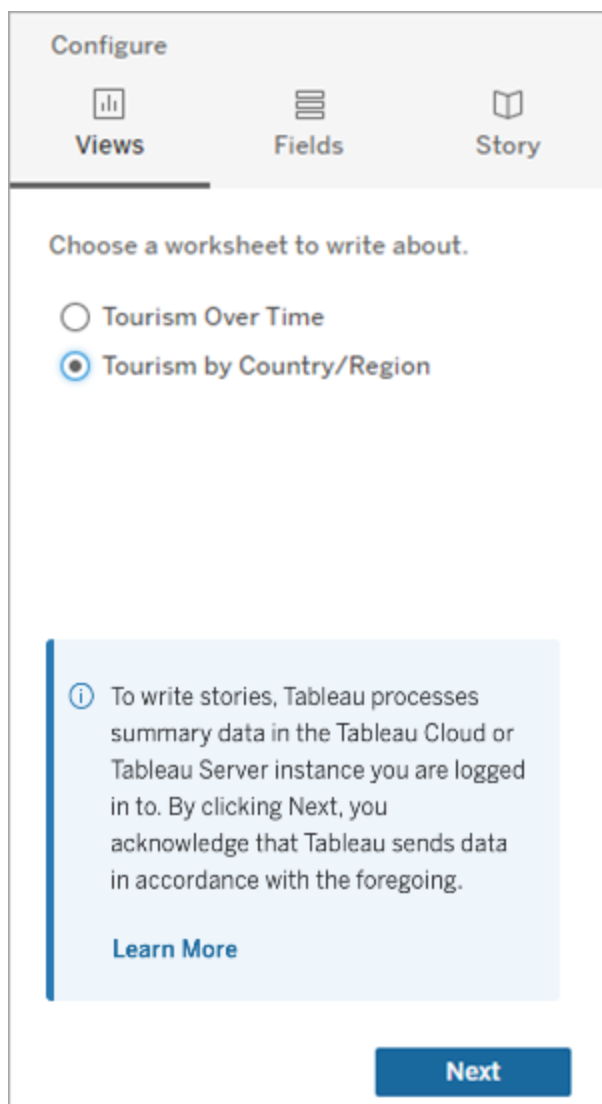 Configure
Views Fields Story
Choose a worksheet to write about.
Tourism Over Time
Tourism by Country/Region
To write stories, Tableau processes
summary data in the Tableau Cloud or
Tableau Server instance you are logged
in to. By clicking Next, you
acknowledge that Tableau sends data
in accordance with the foregoing.
Learn More
Next